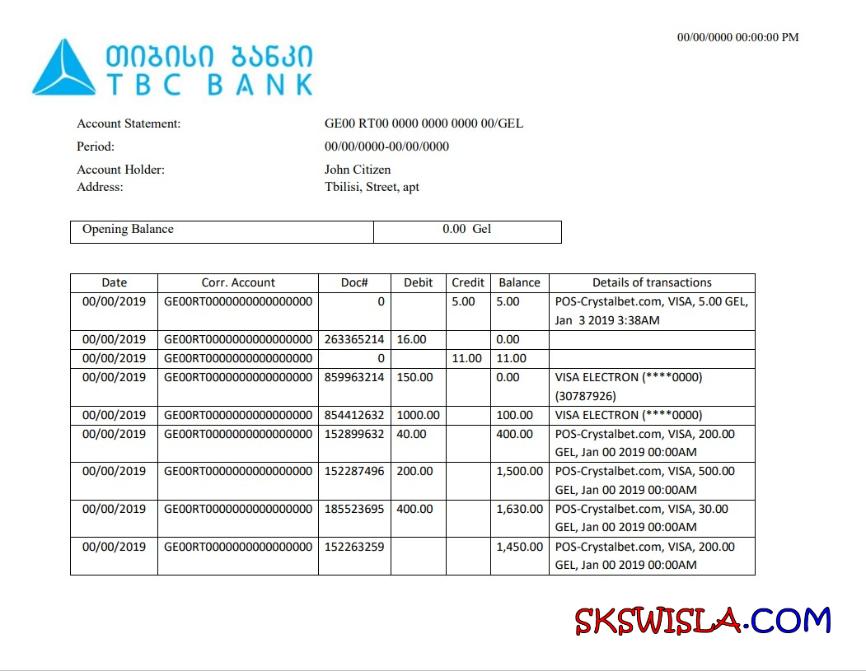 00/00/0000 00:00:00 PM
თიბისი ბანკი
TBC BANK
Account Statement: GE00 RT00 0000 0000 0000 00/GEL
Period: 00/00/0000-00/00/0000
Account Holder: John Citizen
Address: Tbilisi, Street, apt
Opening Balance 0.00 Gel
Date Corr. Account Doc# Debit Credit Balance Details of transactions
00/00/2019 GE00RT0000000000000000 0 5.00 5.00 POS-Crystalbet.com, VISA, 5.00 GEL,
Jan 3 2019 3:38AM
00/00/2019 GE00RT0000000000000000 263365214 16.00 0.00
00/00/2019 GE00RT0000000000000000 0 11.00 11.00
00/00/2019 GE00RT0000000000000000 859963214 150.00 0.00 VISA ELECTRON (****0000)
(30787926)
00/00/2019 GE00RT0000000000000000 854412632 1000.00 100.00 VISA ELECTRON (****0000)
00/00/2019 GE00RT0000000000000000 152899632 40.00 400.00 POS-Crystalbet.com, VISA, 200.00
GEL, Jan 00 2019 00:00AM
00/00/2019 GE00RT0000000000000000 152287496 200.00 1,500.00 POS-Crystalbet.com, VISA, 500.00
GEL, Jan 00 2019 00:00AM
00/00/2019 GE00RT0000000000000000 185523695 400.00 1,630.00 POS-Crystalbet.com, VISA, 30.00
GEL, Jan 00 2019 00:00AM
00/00/2019 GE00RT0000000000000000 152263259 1,450.00 POS-Crystalbet.com, VISA, 200.00
GEL, Jan 00 2019 00:00AM
SKSWISLA.COM